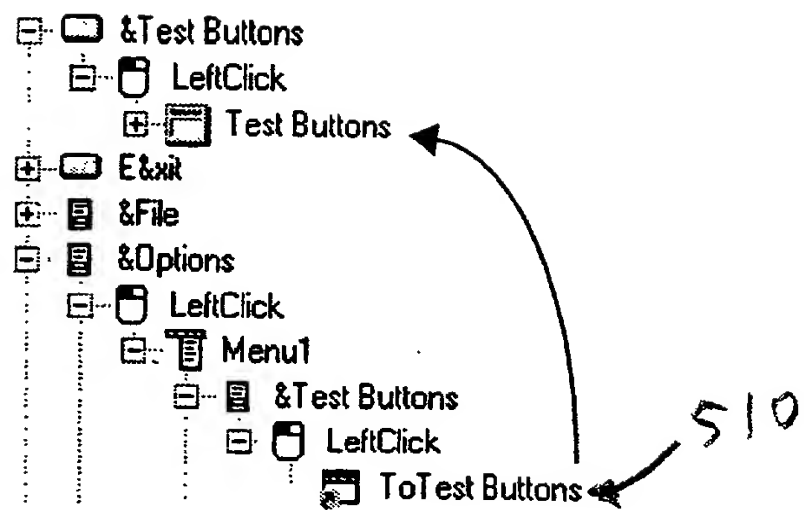 &Test Buttons
LeftClick
Test Buttons
E&xit
&File
&Options
LeftClick
Menu1
&Test Buttons
LeftClick
ToTest Buttons
510